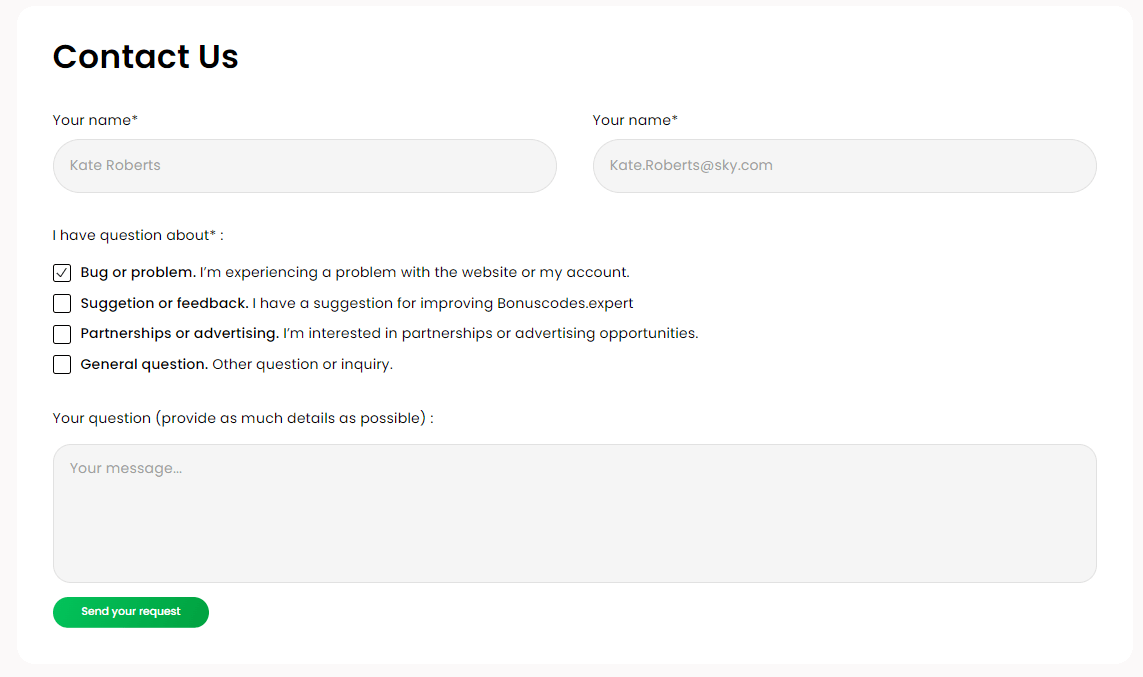 Contact Us
Your name*
Your name*
Kate Roberts
Kate.Roberts@sky.com
I have question about* :
Bug or problem. I’m experiencing a problem with the website or my account.
Suggetion or feedback. I have a suggestion for improving Bonuscodes.expert
Partnerships or advertising. I’m interested in partnerships or advertising opportunities.
General question. Other question or inquiry.
Your question (provide as much details as possible) :
Your message...
Send your request